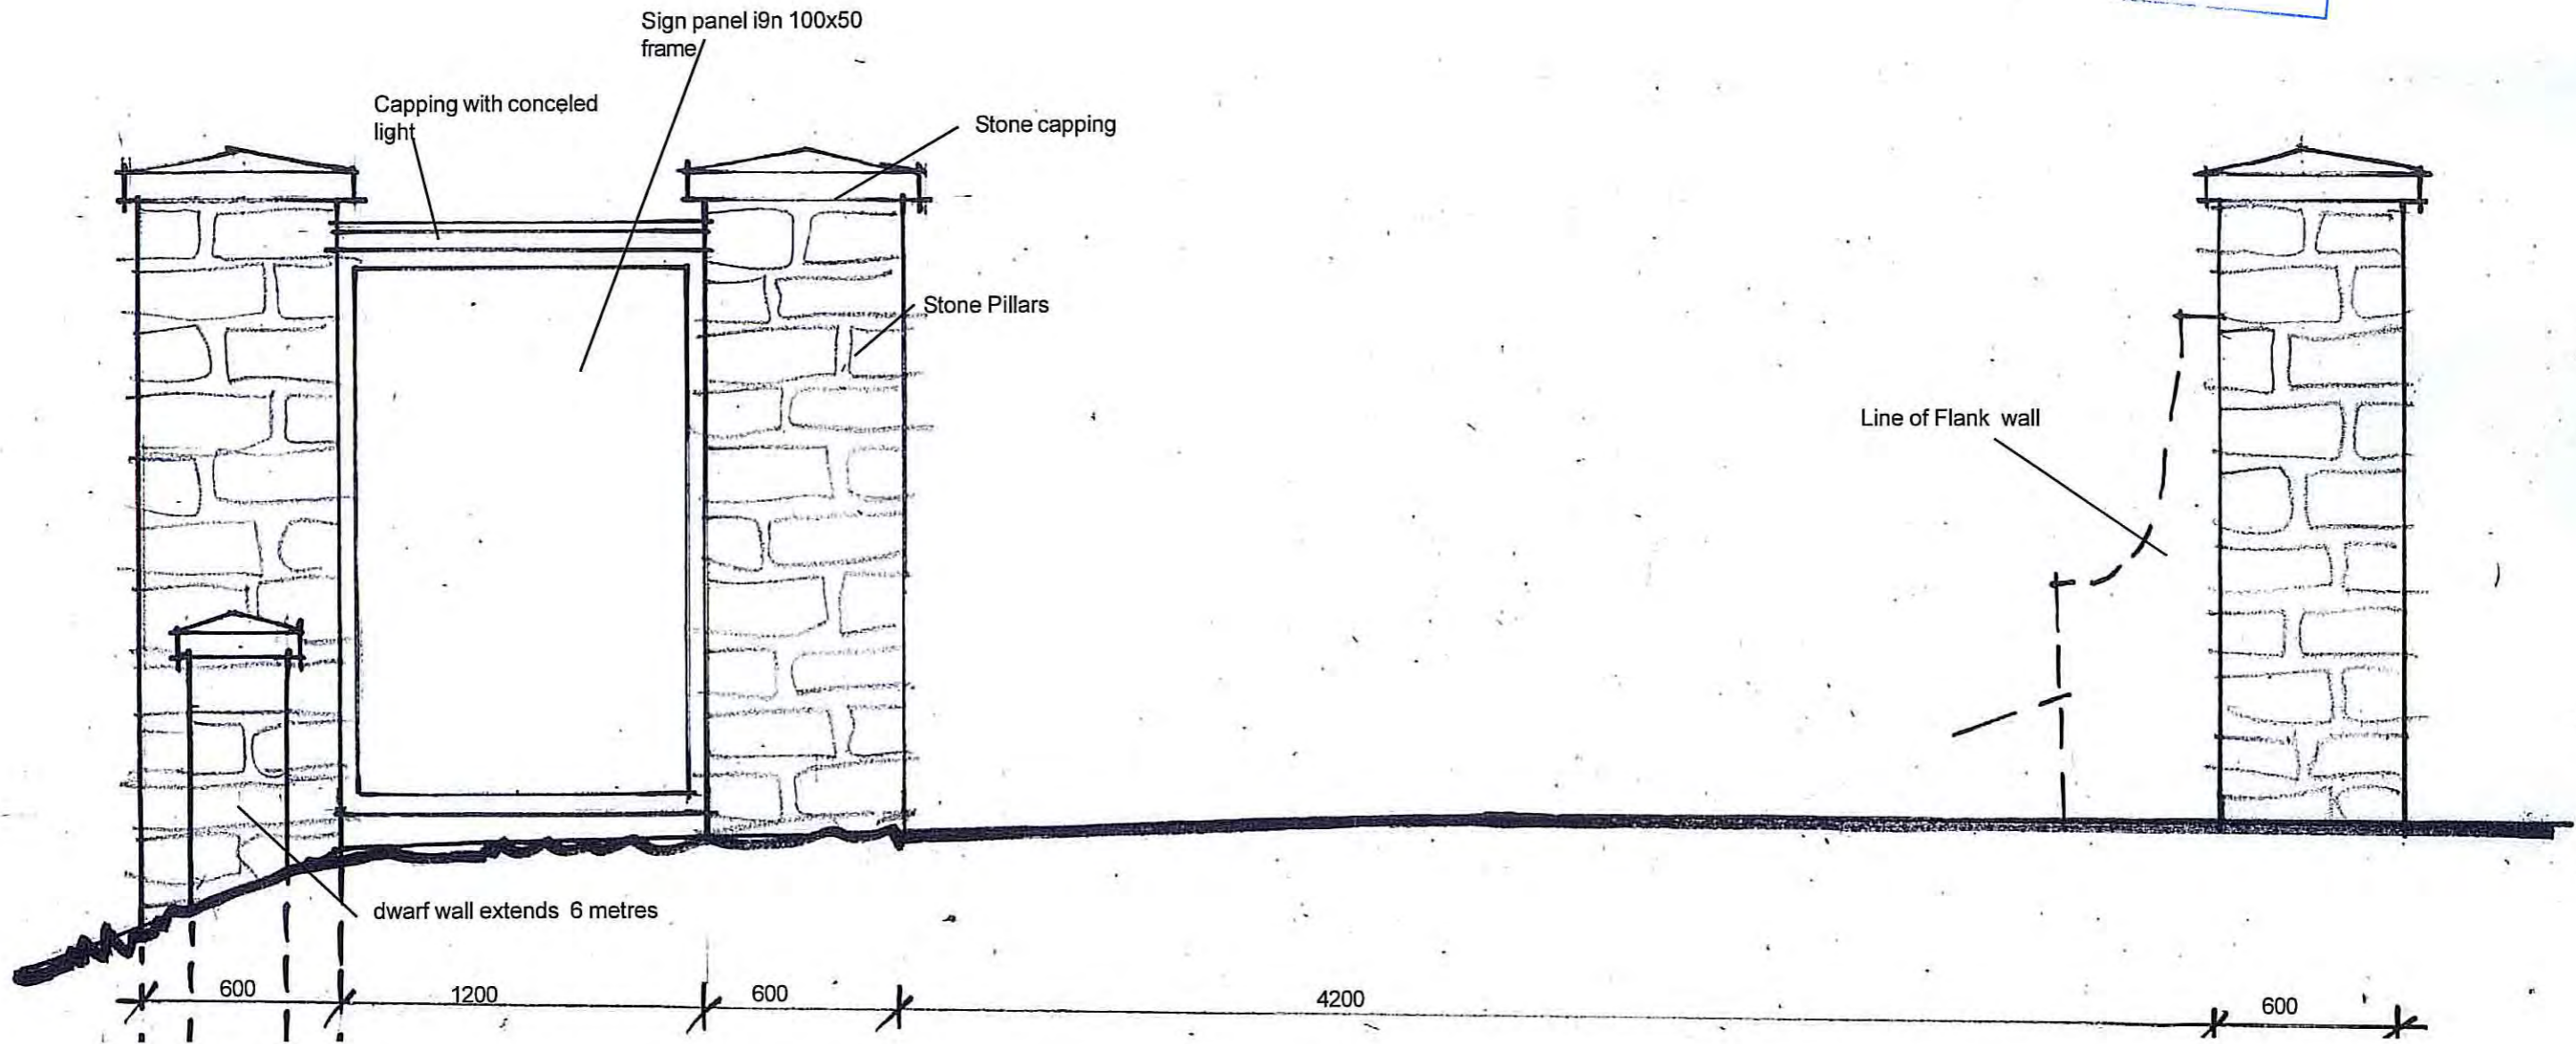 Sign panel i9n 100x50
frame
Capping with conceled
light
Stone capping
Stone Pillars
Line of Flank wall
dwarf wall extends 6 metres
600
1200
600
4200
600